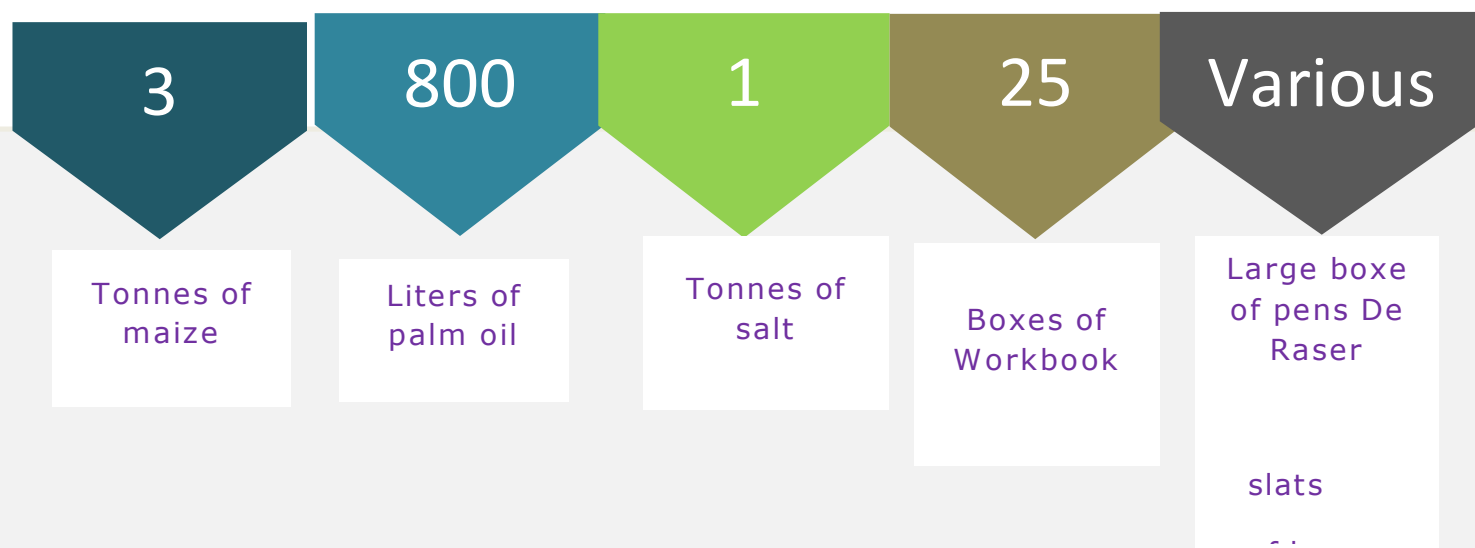 3
800
1
25
Various
Tonnes of
maize
Liters of
palm oil
Tonnes of
salt
Boxes of
Workbook
Large boxe
of pens De
Raser
slats